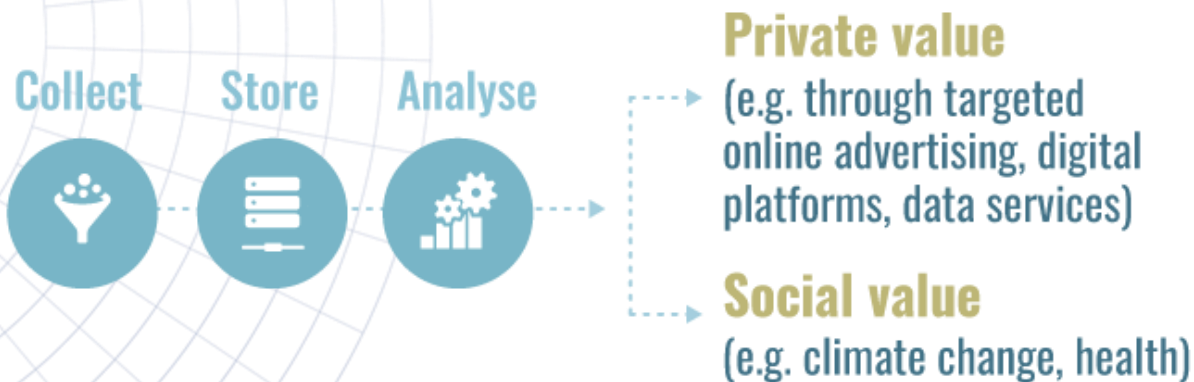 Collect
Store
Analyse
Private value
(e.g. through targeted
online advertising, digital
platforms, data services)
Social value
(e.g. climate change, health)